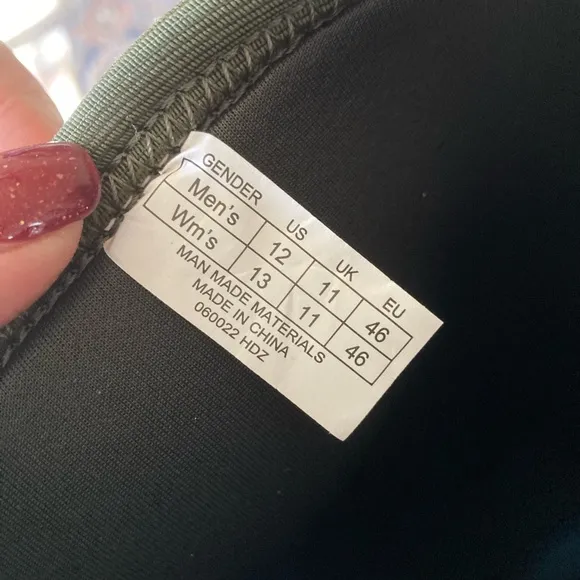 GENDER US UK EU
Men's 12 11 46
Wm's 13 11 46
MAN MADE MATERIALS
MADE IN CHINA
060022 HDZ